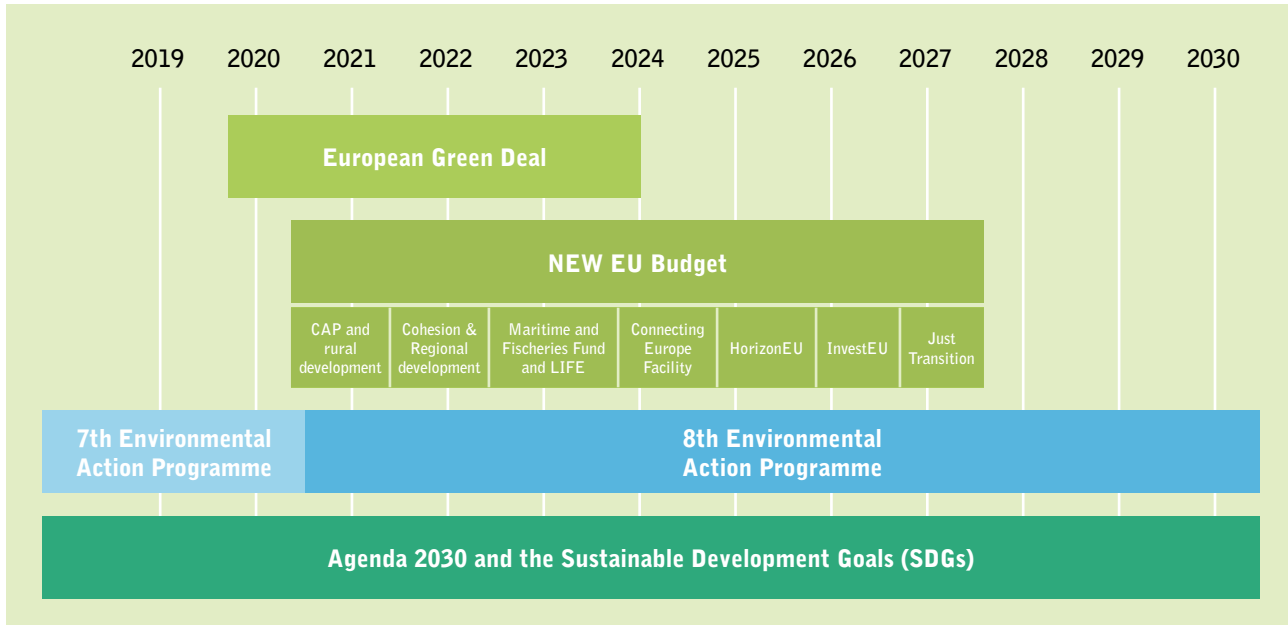 2019 2020 2021 2022 2023 2024 2025 2026 2027 2028 2029 2030
European Green Deal
NEW EU Budget
CAP and
rural
development
Cohesion &
Regional
development
Maritime and
Fischeries Fund
and LIFE
Connecting
Europe
Facility
HorizonEU
InvestEU
Just
Transition
7th Environmental
Action Programme
8th Environmental
Action Programme
Agenda 2030 and the Sustainable Development Goals (SDGs)